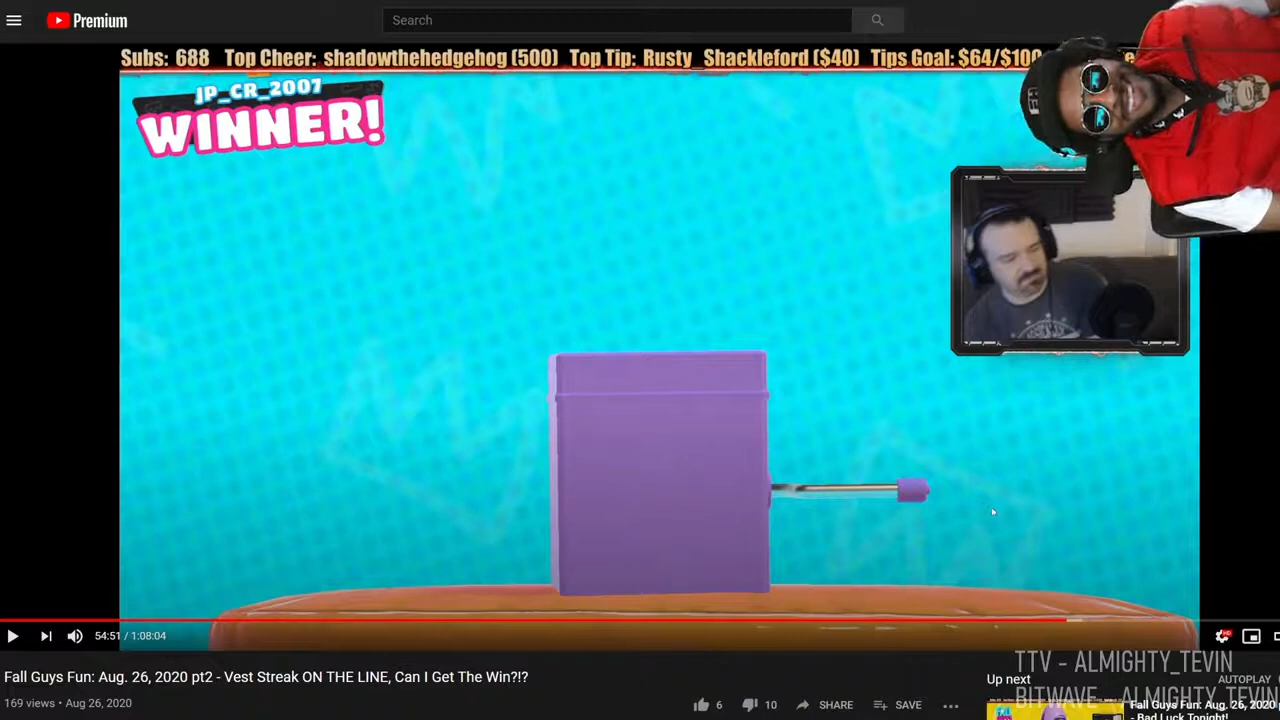 Premium
Search
Subs: 688 Top Cheer: shadowthehedgehog (500) Top Tip: Rusty_Shackleford ($40) Tips Goal: $64/$100
JP_CR_2007
WINNER!
54:51 / 1:08:04
Fall Guys Fun: Aug. 26, 2020 pt2 - Vest Streak ON THE LINE, Can I Get The Win?!?
169 views • Aug 26, 2020
6
10
SHARE
SAVE
TTV - ALMIGHTY_TEVIN
Up next
AUTOPLAY
BITWAVE - ALMIGHTY_TEVIN
Fall Guys Fun: Aug. 26, 2020
- Bad Luck Tonight!